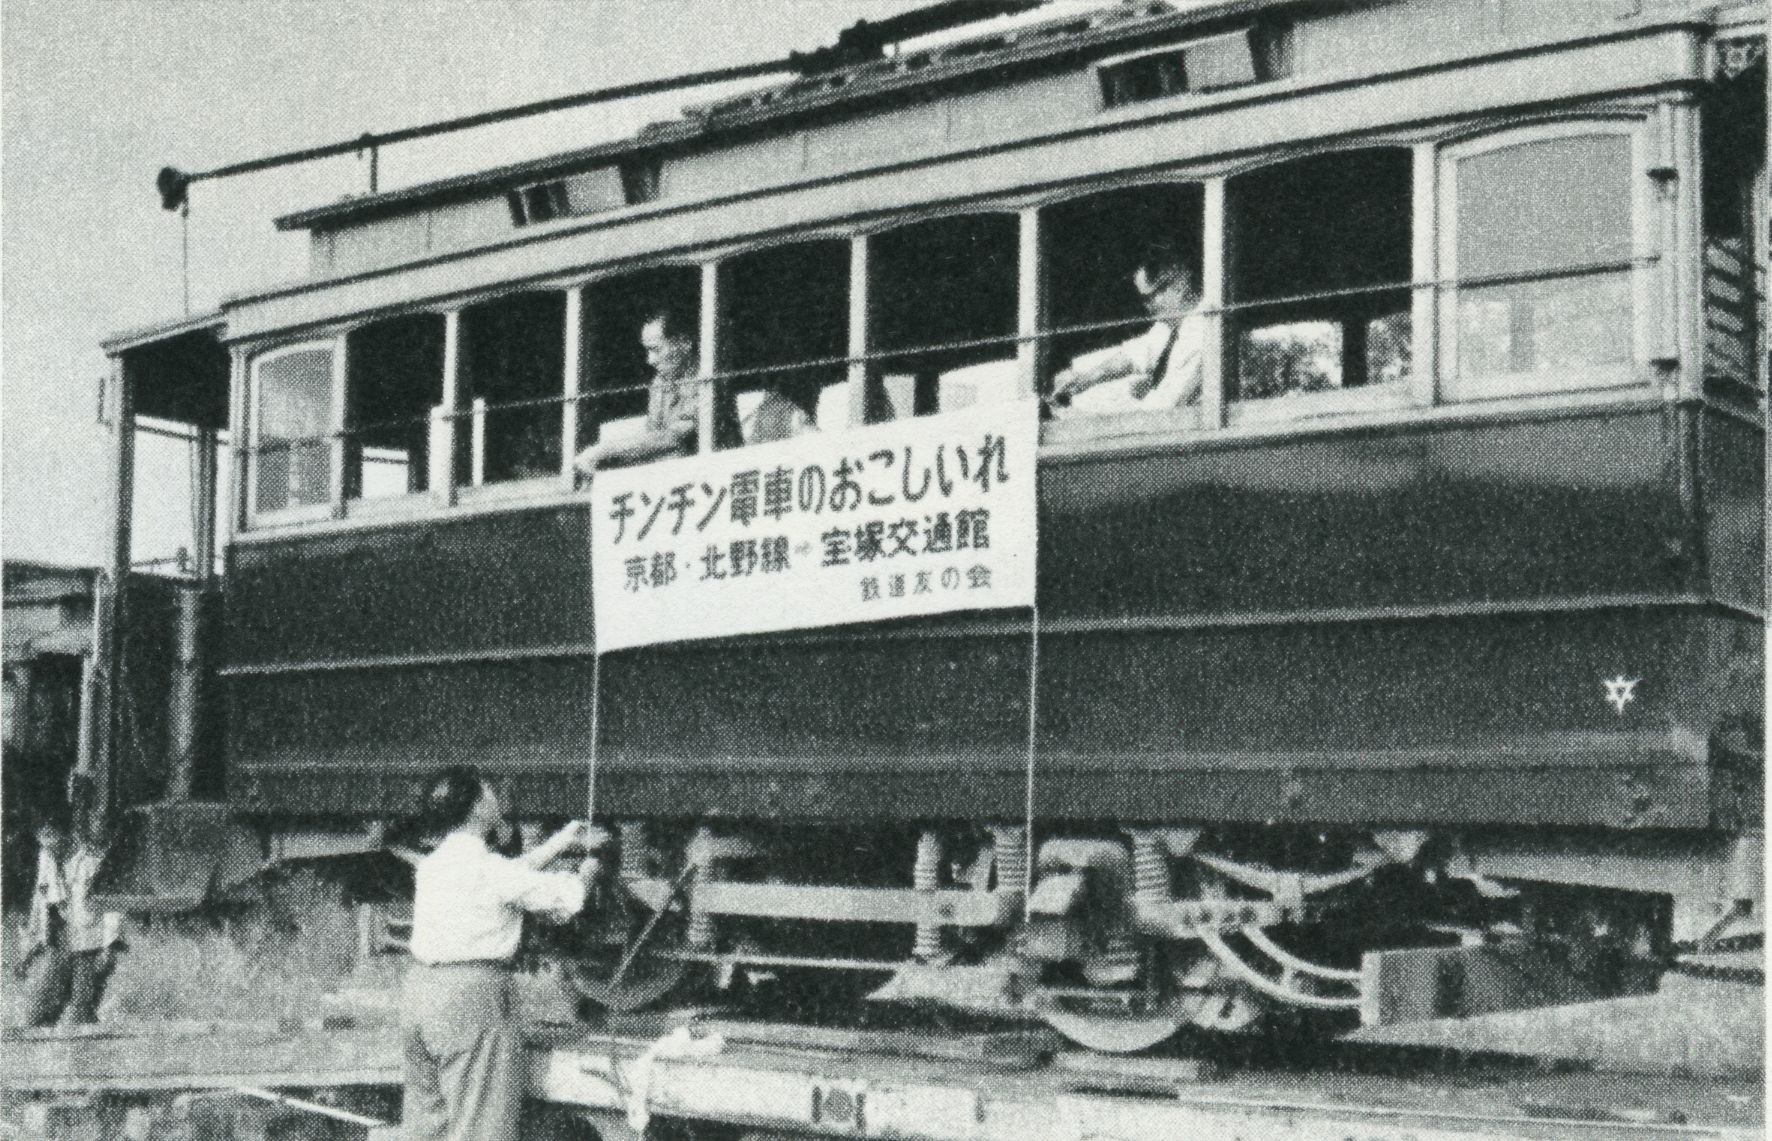 チンチン電車のおこしいれ
京都・北野線→宝塚交通館
鉄道友の会